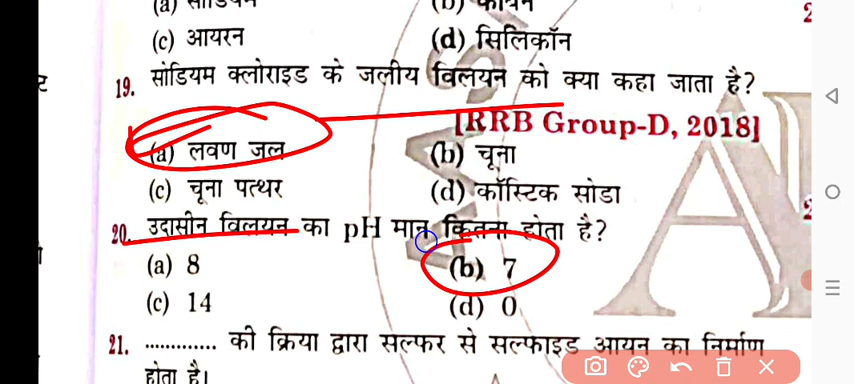 (c) आयरन (d) सिलिकॉन
19. सोडियम क्लोराइड के जलीय विलयन को क्या कहा जाता है?
[RRB Group-D, 2018]
(a) लवण जल (b) चूना
(c) चूना पत्थर (d) कॉस्टिक सोडा
20. उदासीन विलयन का pH मान कितना होता है?
(a) 8 (b) 7
(c) 14 (d) 0
21. ............. की क्रिया द्वारा सल्फर से सल्फाइड आयन का निर्माण
होता है।